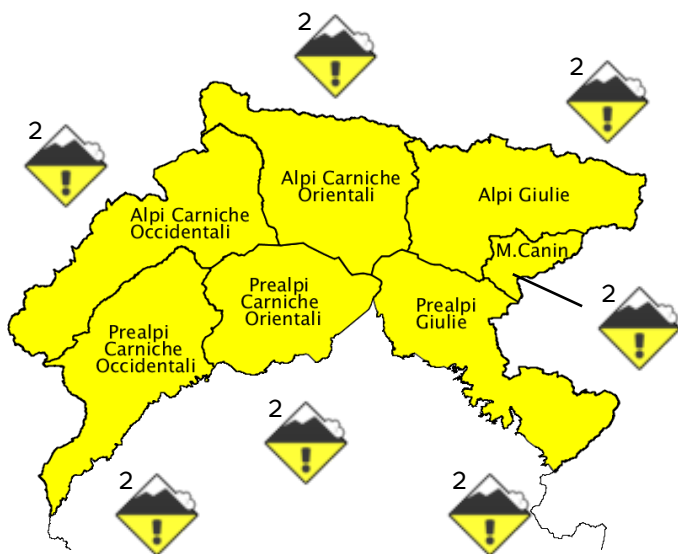 2
2
2
Alpi Carniche
Orientali
Alpi Giulie
Alpi Carniche
Occidentali
M.Canin
Prealpi
Carniche
Orientali
2
Prealpi
Giulie
Prealpi
Carniche
Occidentali
2
2
2